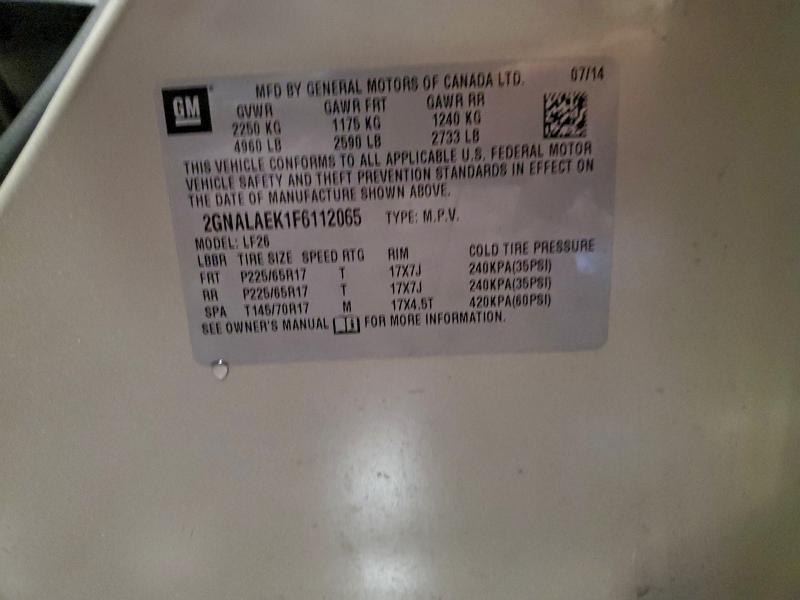 GM MFD BY GENERAL MOTORS OF CANADA LTD. 07/14
GVWR GAWR FRT GAWR RR
2250 KG 1175 KG 1240 KG
4960 LB 2590 LB 2733 LB
THIS VEHICLE CONFORMS TO ALL APPLICABLE U.S. FEDERAL MOTOR
VEHICLE SAFETY AND THEFT PREVENTION STANDARDS IN EFFECT ON
THE DATE OF MANUFACTURE SHOWN ABOVE.
2GNALAEK1F6112065 TYPE: M.P.V.
MODEL: LF26
LBBR TIRE SIZE SPEED RTG RIM COLD TIRE PRESSURE
FRT P225/65R17 T 17X7J 240KPA(35PSI)
RR P225/65R17 T 17X7J 240KPA(35PSI)
SPA T145/70R17 M 17X4.5T 420KPA(60PSI)
SEE OWNER'S MANUAL FOR MORE INFORMATION.